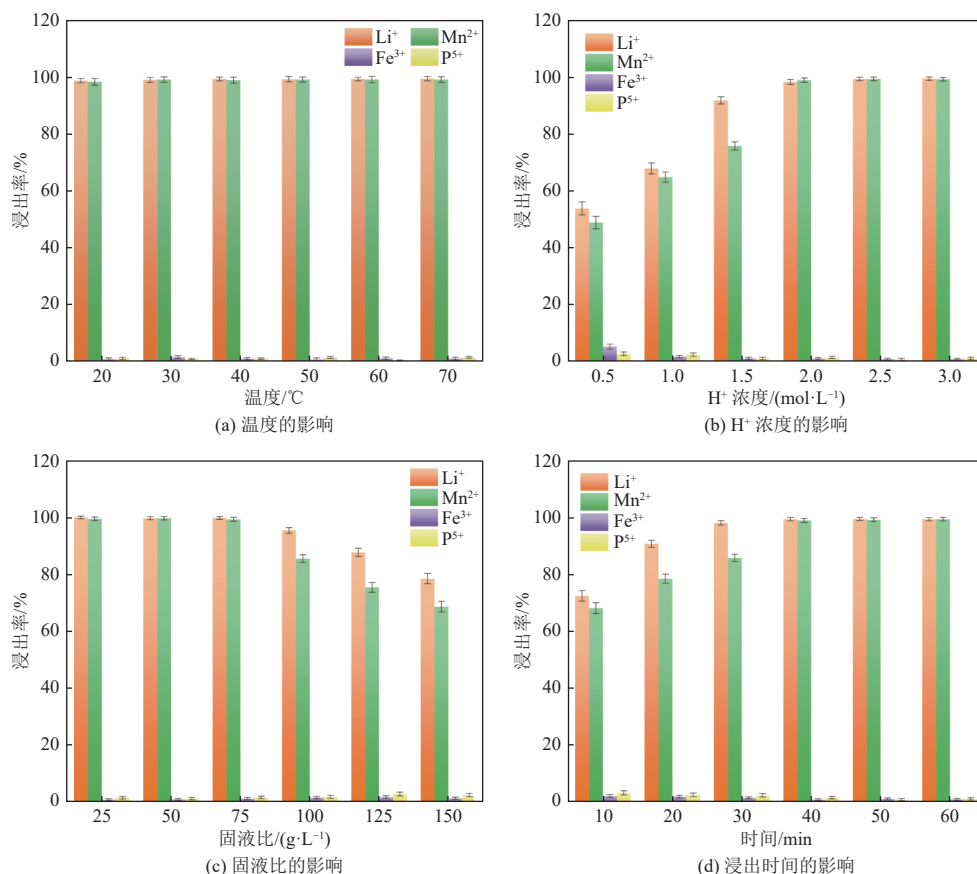 120
100
80
60
40
20
0
浸出率/%
Li⁺ Mn²⁺
Fe³⁺ P⁵⁺
20 30 40 50 60 70
温度/℃
(a) 温度的影响
120
100
80
60
40
20
0
浸出率/%
Li⁺
Mn²⁺
Fe³⁺
P⁵⁺
0.5 1.0 1.5 2.0 2.5 3.0
H⁺ 浓度/(mol·L⁻¹)
(b) H⁺ 浓度的影响
120
100
80
60
40
20
0
浸出率/%
Li⁺
Mn²⁺
Fe³⁺
P⁵⁺
25 50 75 100 125 150
固液比/(g·L⁻¹)
(c) 固液比的影响
120
100
80
60
40
20
0
浸出率/%
Li⁺
Mn²⁺
Fe³⁺
P⁵⁺
10 20 30 40 50 60
时间/min
(d) 浸出时间的影响